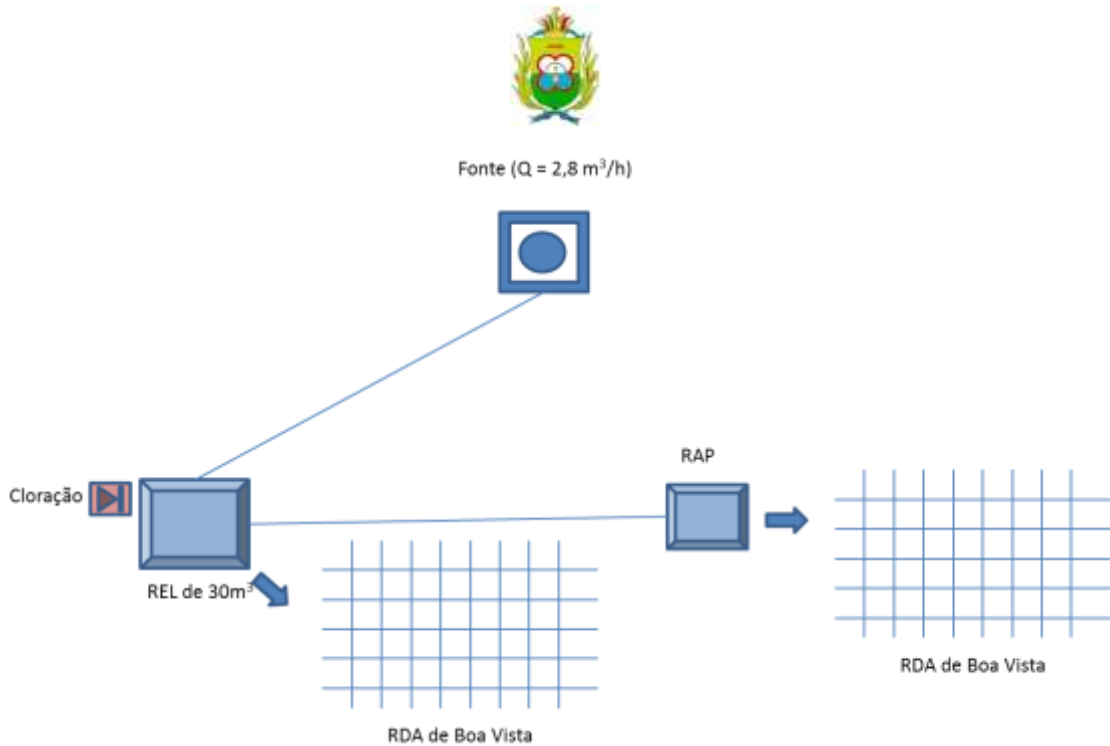 Fonte (Q = 2,8 m³/h)
RAP
Cloração
REL de 30m³
RDA de Boa Vista
RDA de Boa Vista